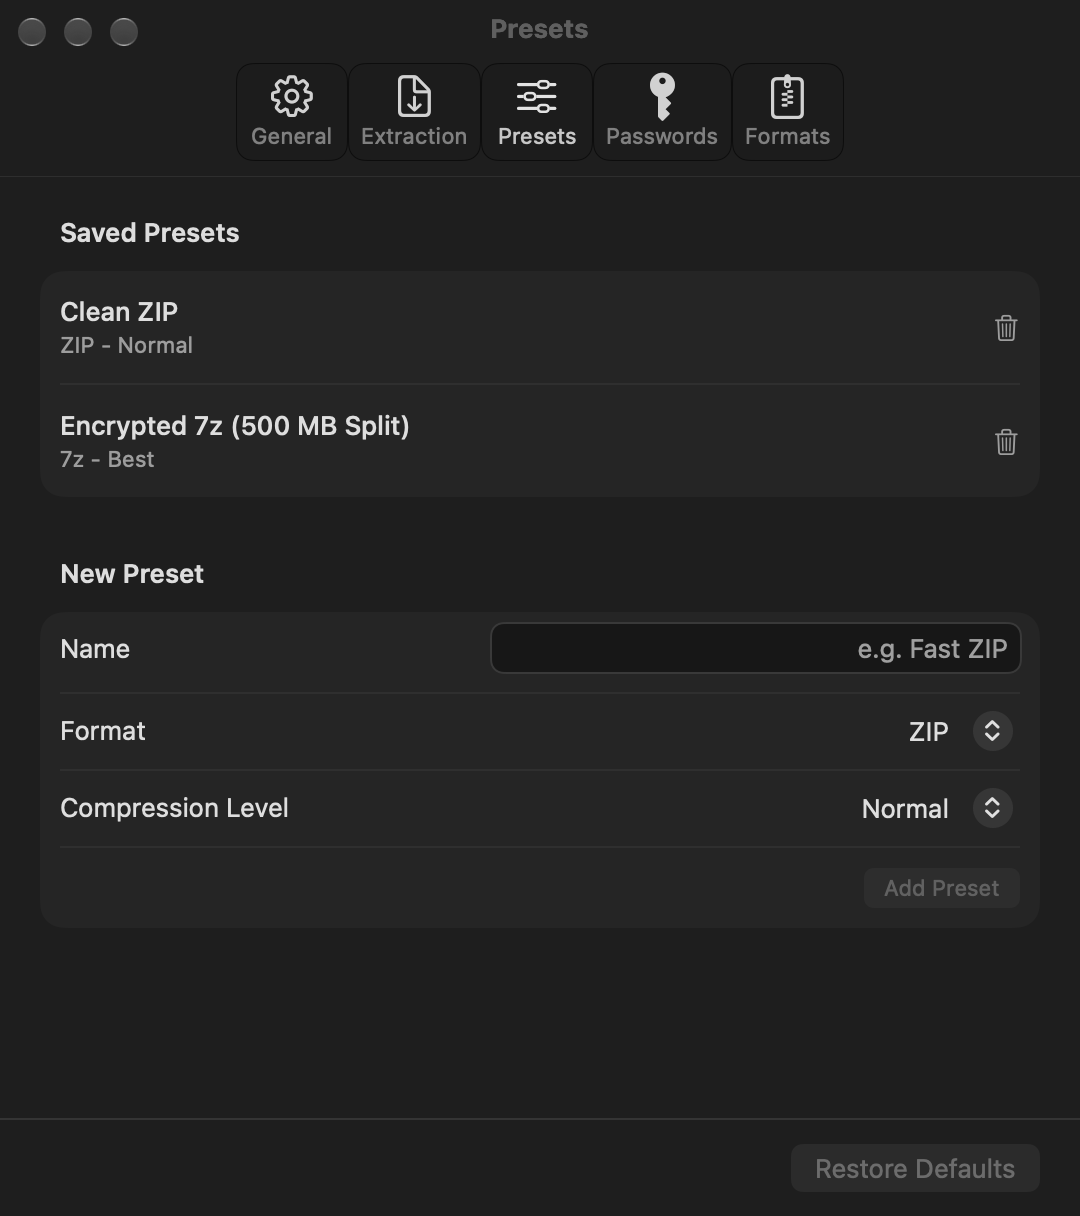 Presets
General
Extraction
Presets
Passwords
Formats
Saved Presets
Clean ZIP
ZIP - Normal
Encrypted 7z (500 MB Split)
7z - Best
New Preset
Name
e.g. Fast ZIP
Format
ZIP
Compression Level
Normal
Add Preset
Restore Defaults